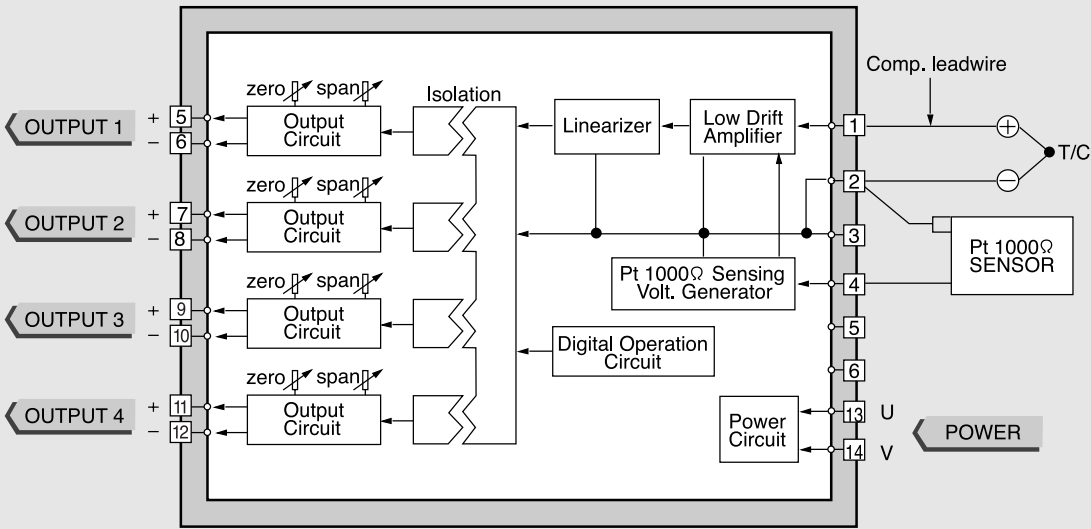 Comp. leadwire
zero span
Isolation
OUTPUT 1
+ 5
− 6
Output
Circuit
Linearizer
Low Drift
Amplifier
1
+
T/C
2
−
zero span
OUTPUT 2
+ 7
− 8
Output
Circuit
3
Pt 1000Ω
SENSOR
Pt 1000Ω Sensing
Volt. Generator
4
zero span
OUTPUT 3
+ 9
− 10
Output
Circuit
5
Digital Operation
Circuit
6
zero span
OUTPUT 4
+ 11
− 12
Output
Circuit
Power
Circuit
13 U
14 V
POWER